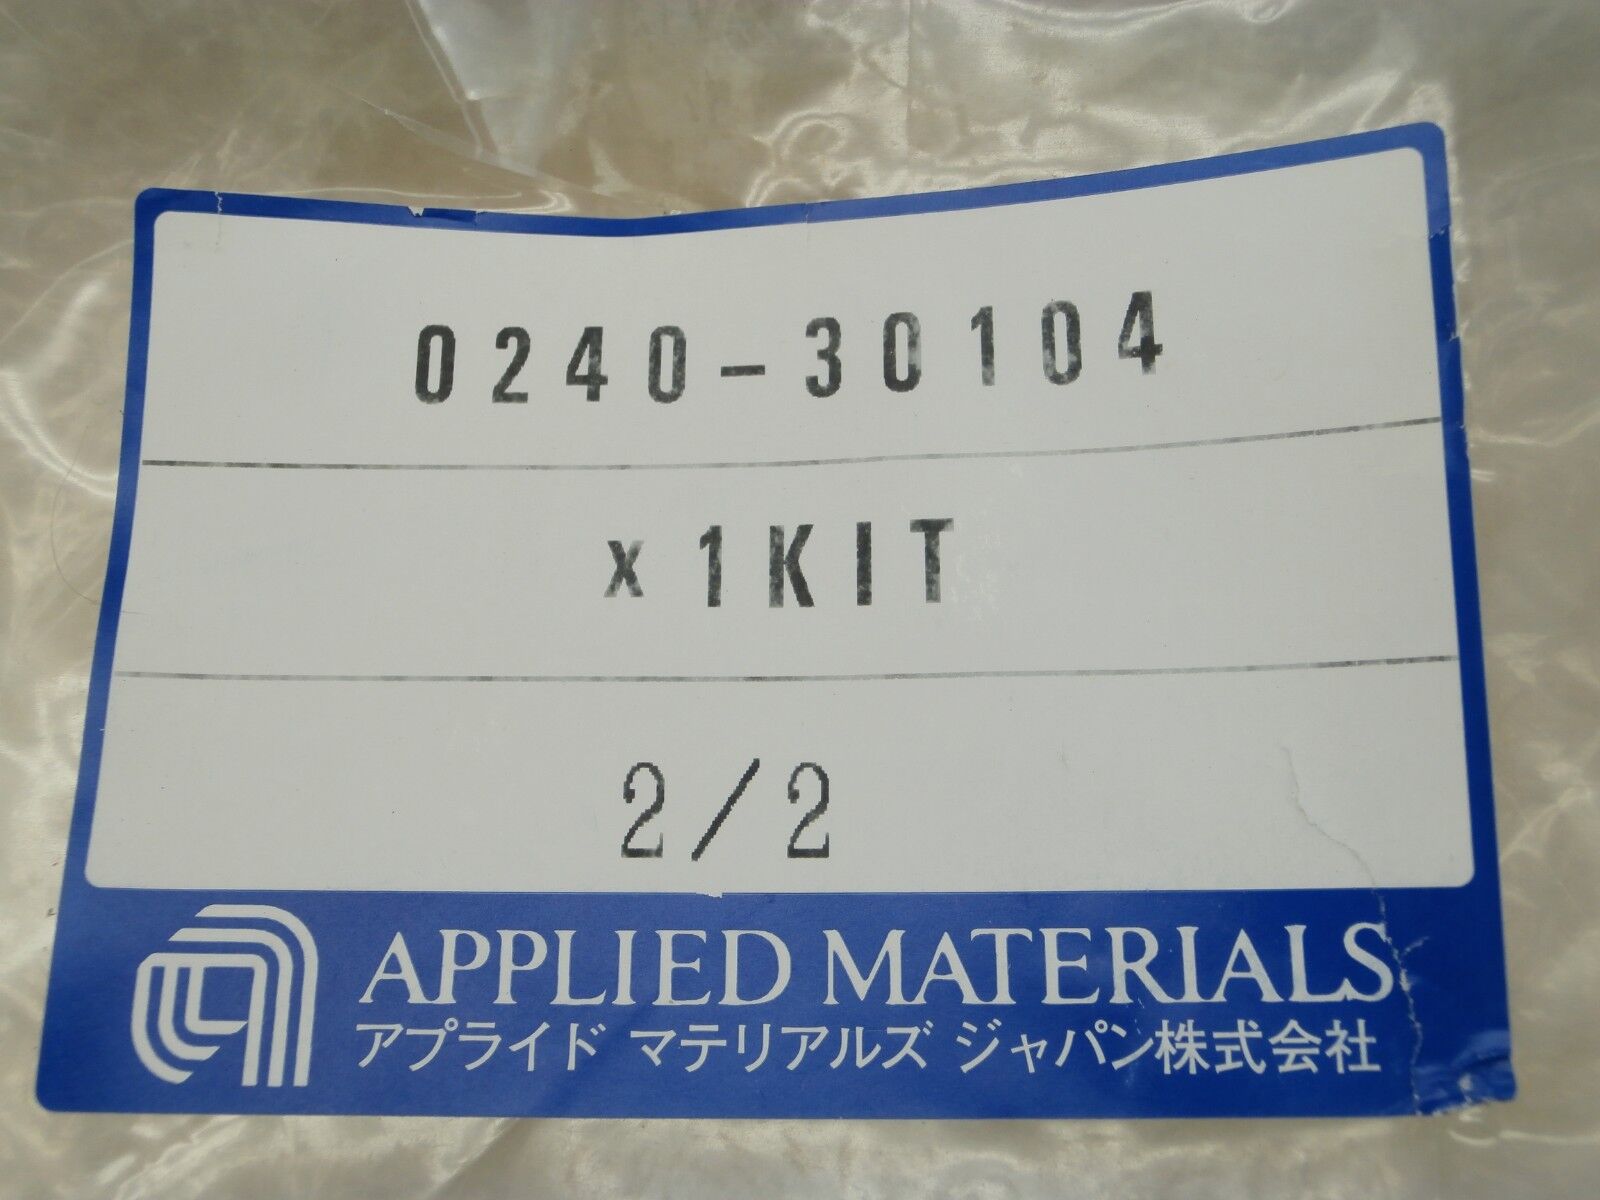 0240-30104
x1KIT
2/2
APPLIED MATERIALS
アプライド マテリアルズ ジャパン株式会社